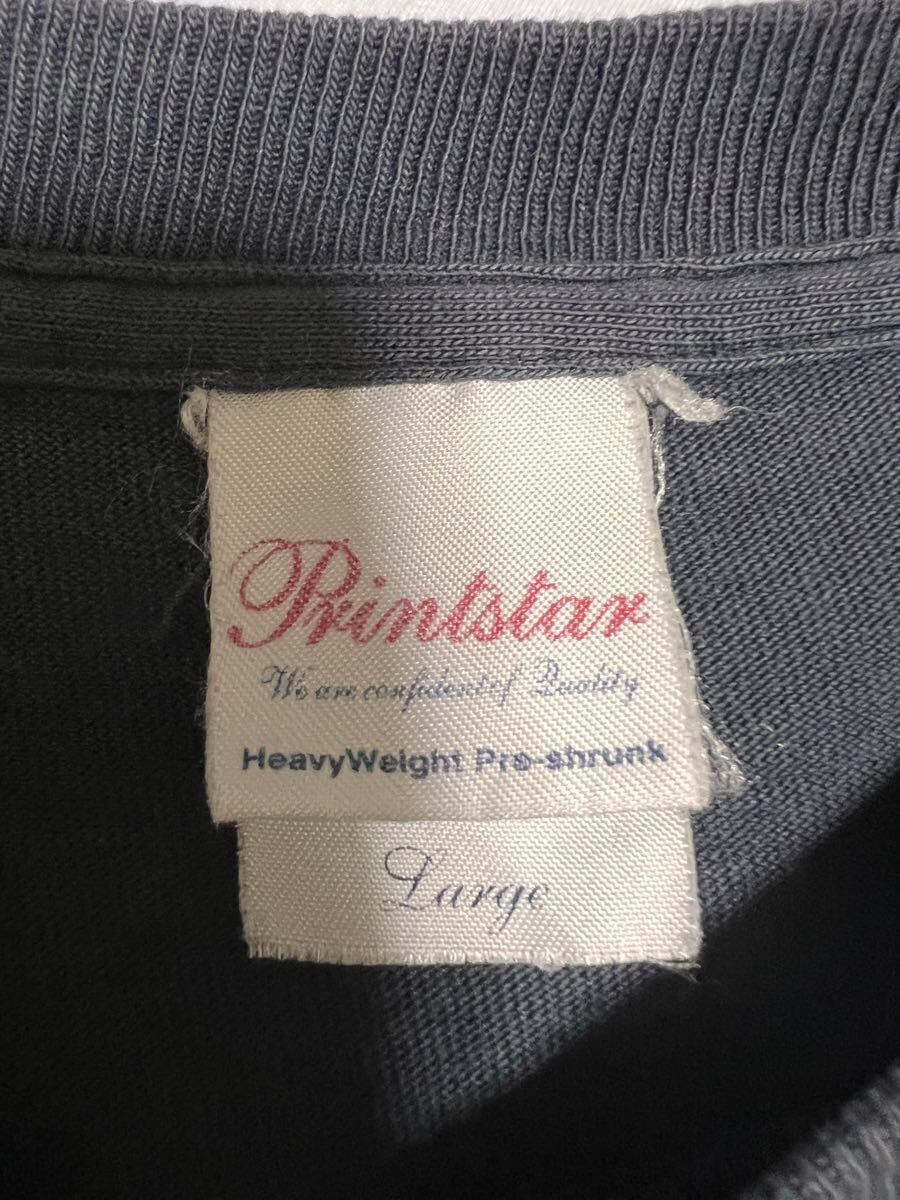 Printstar
We are confident of Quality
HeavyWeight Pre-shrunk
Large